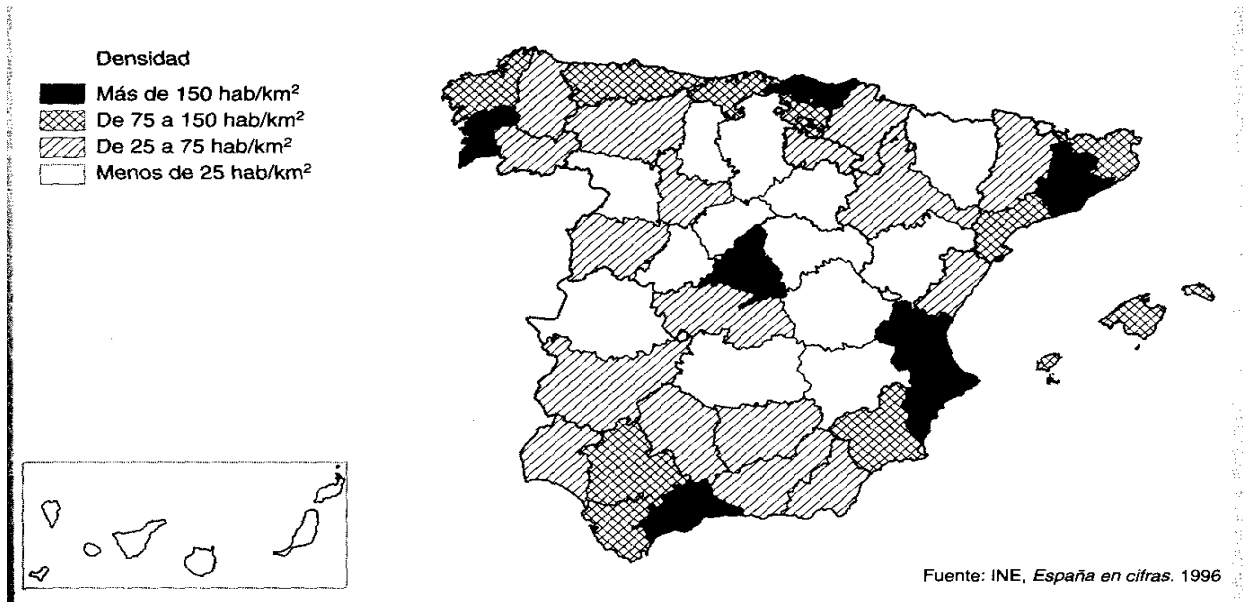 Densidad
Más de 150 hab/km²
De 75 a 150 hab/km²
De 25 a 75 hab/km²
Menos de 25 hab/km²
Fuente: INE, España en cifras. 1996